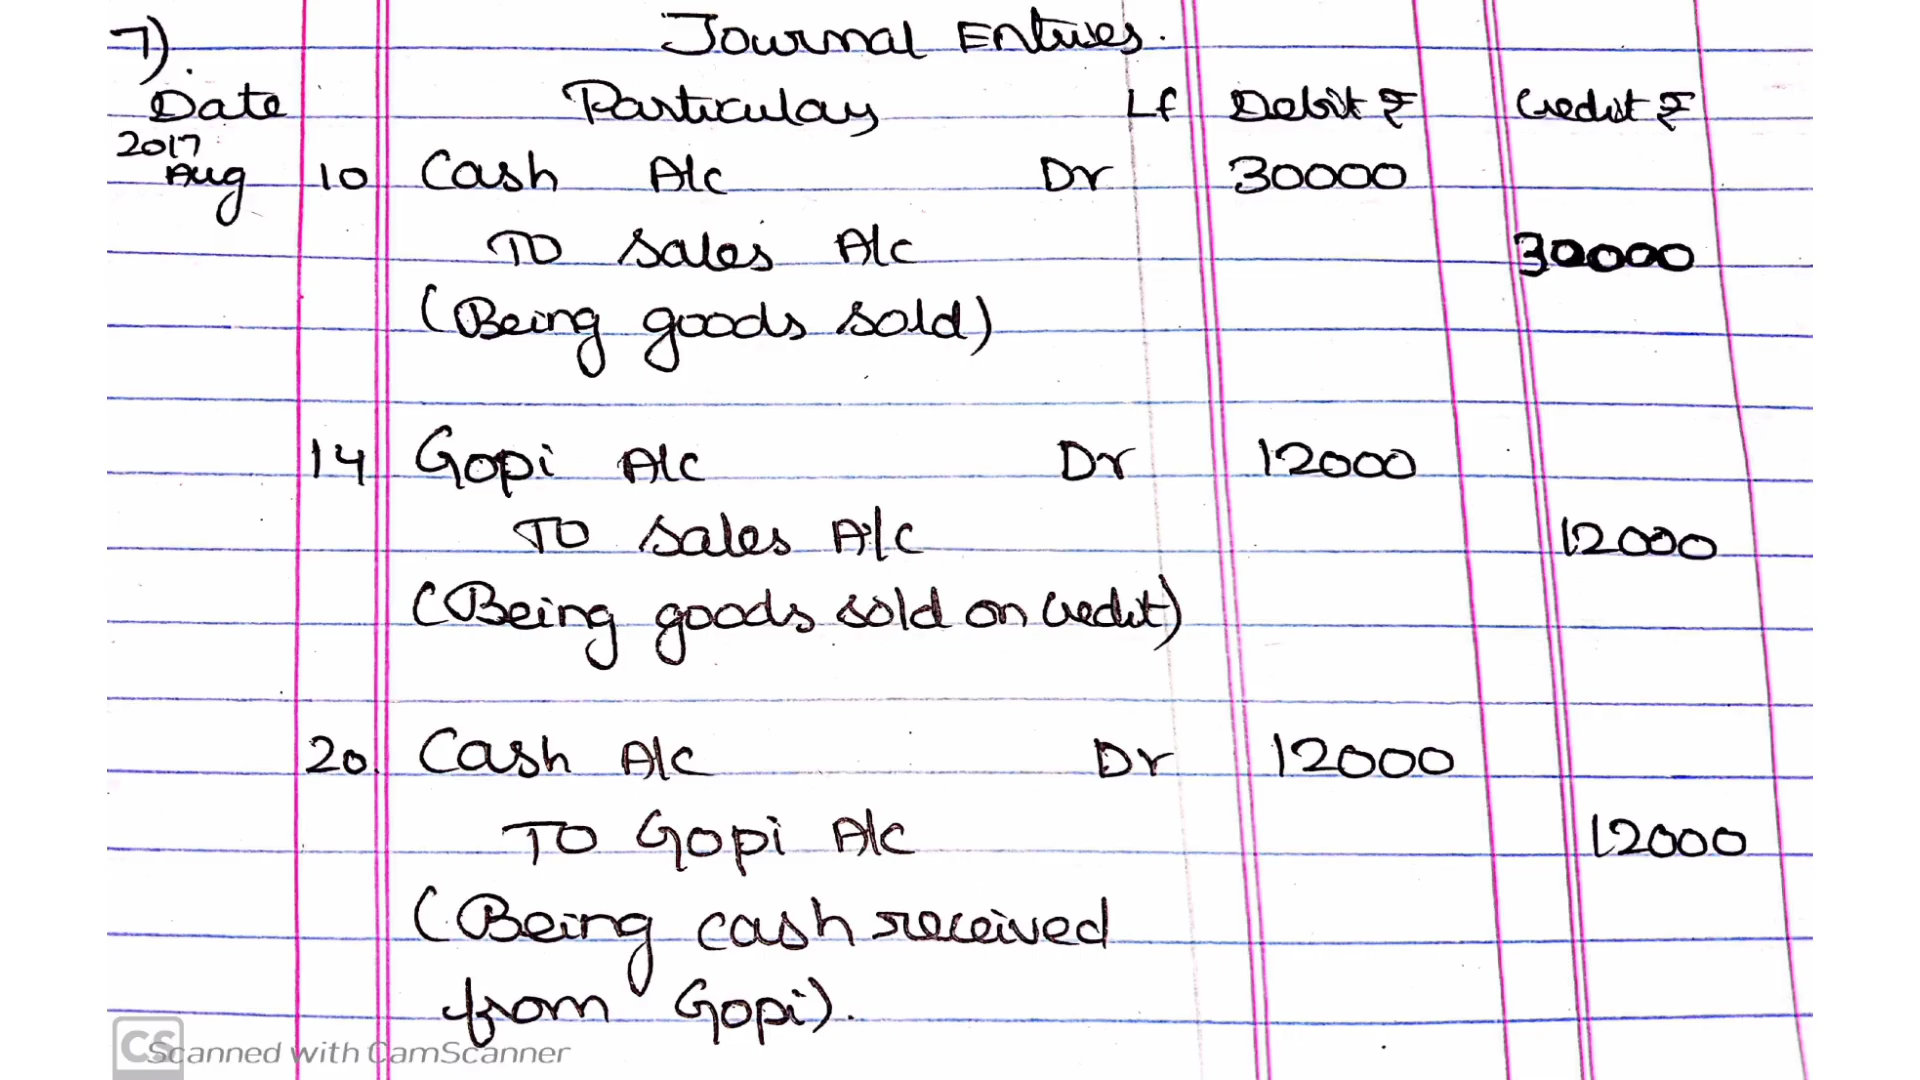 7).
Journal Entries.
Date Particulars Lf Debit ₹ Credit ₹
2017
Aug 10 Cash A/c Dr 30000
To Sales A/c 30000
(Being goods sold)
14 Gopi A/c Dr 12000
To Sales A/c 12000
(Being goods sold on credit)
20. Cash A/c Dr 12000
To Gopi A/c 12000
(Being cash received
from Gopi).
CS Scanned with CamScanner